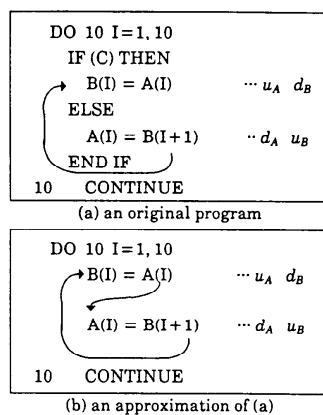 DO 10 I=1, 10
IF (C) THEN
B(I) = A(I) ··· u_A d_B
ELSE
A(I) = B(I+1) ·· d_A u_B
END IF
10 CONTINUE
(a) an original program
DO 10 I=1, 10
B(I) = A(I) ··· u_A d_B
A(I) = B(I+1) ··· d_A u_B
10 CONTINUE
(b) an approximation of (a)